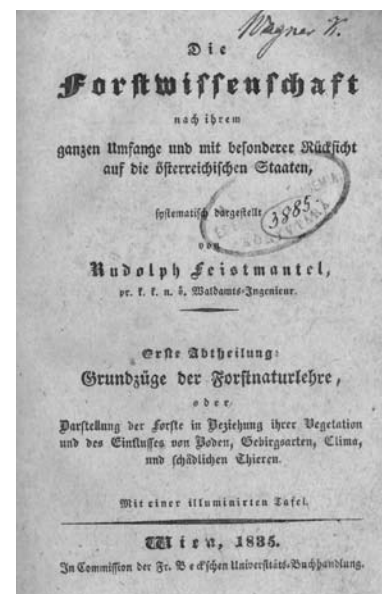 Wagner K.
Die
Forstwissenschaft
nach ihrem
ganzen Umfange und mit besonderer Rücksicht
auf die österreichischen Staaten,
systematisch dargestellt
3885
von
Rudolph Feistmantel,
pr. k. k. n. ö. Waldamts-Ingenieur.
Erste Abtheilung:
Grundzüge der Forstnaturlehre,
oder
Darstellung der Forste in Beziehung ihrer Vegetation
und des Einflusses von Boden, Gebirgsarten, Clima,
und schädlichen Thieren.
Mit einer illuminirten Tafel.
Wien, 1835.
In Commission der Fr. Beck'schen Universitäts-Buchhandlung.